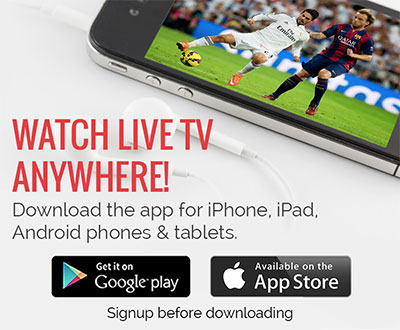 WATCH LIVE TV
ANYWHERE!
Download the app for iPhone, iPad,
Android phones & tablets.
Get it on
Google play
Available on the
App Store
Signup before downloading